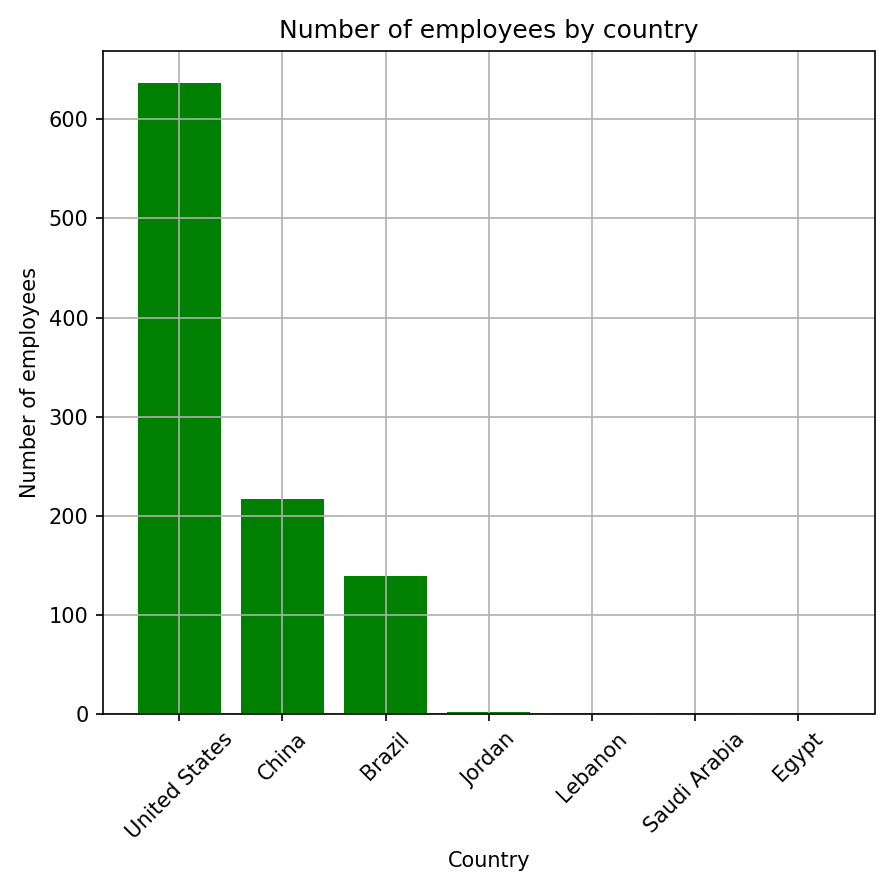 Number of employees by country
Number of employees
600
500
400
300
200
100
0
United States
China
Brazil
Jordan
Lebanon
Saudi Arabia
Egypt
Country